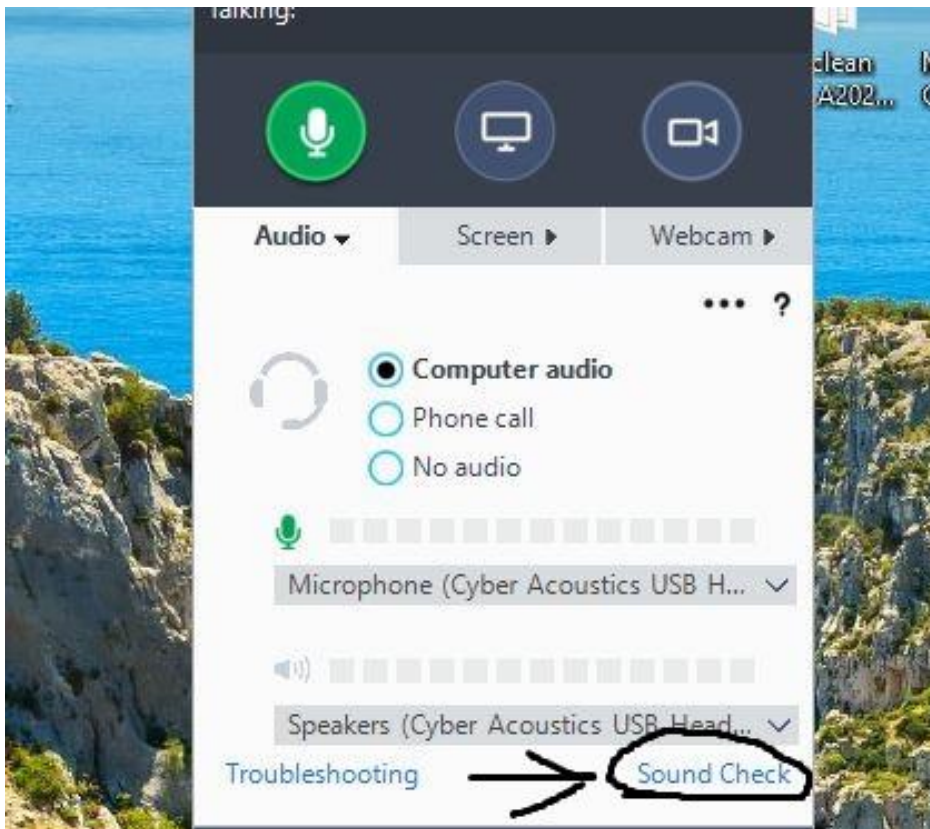 Talking:
clean
A202...
Audio
Screen
Webcam
... ?
Computer audio
Phone call
No audio
Microphone (Cyber Acoustics USB H...
Speakers (Cyber Acoustics USB Head...
Troubleshooting
Sound Check